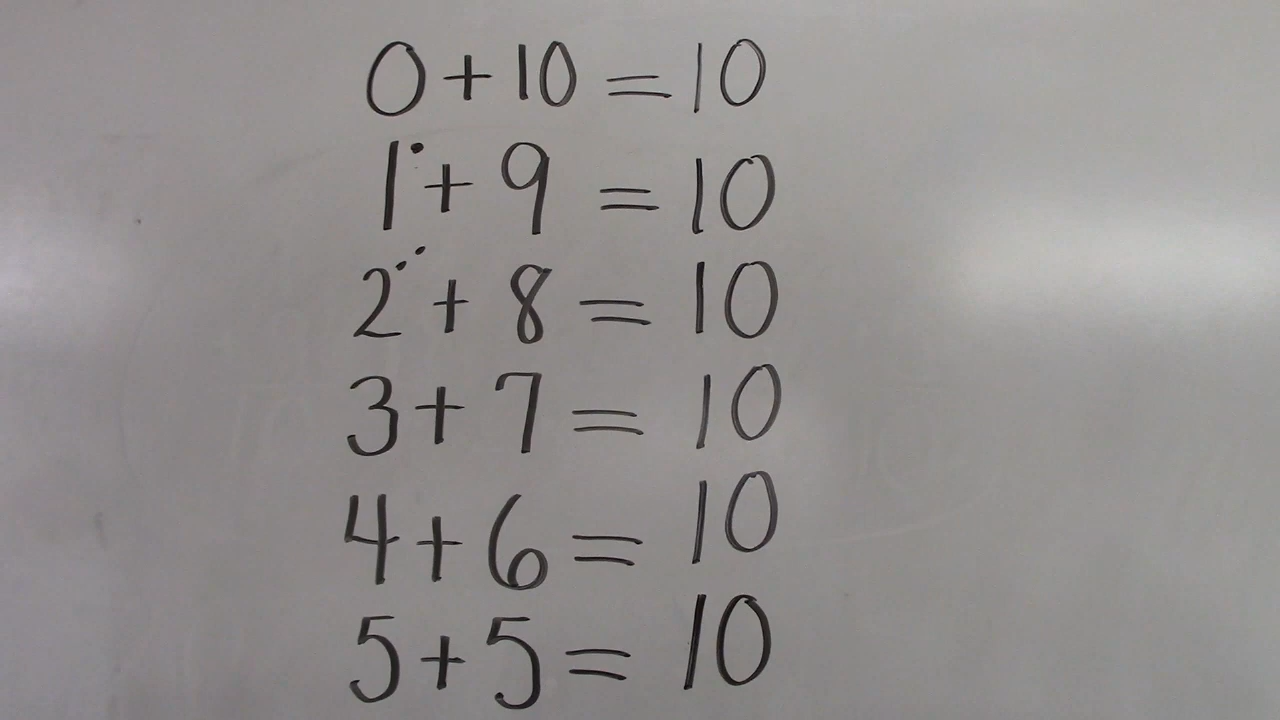 0 + 10 = 10
1 + 9 = 10
2 + 8 = 10
3 + 7 = 10
4 + 6 = 10
5 + 5 = 10